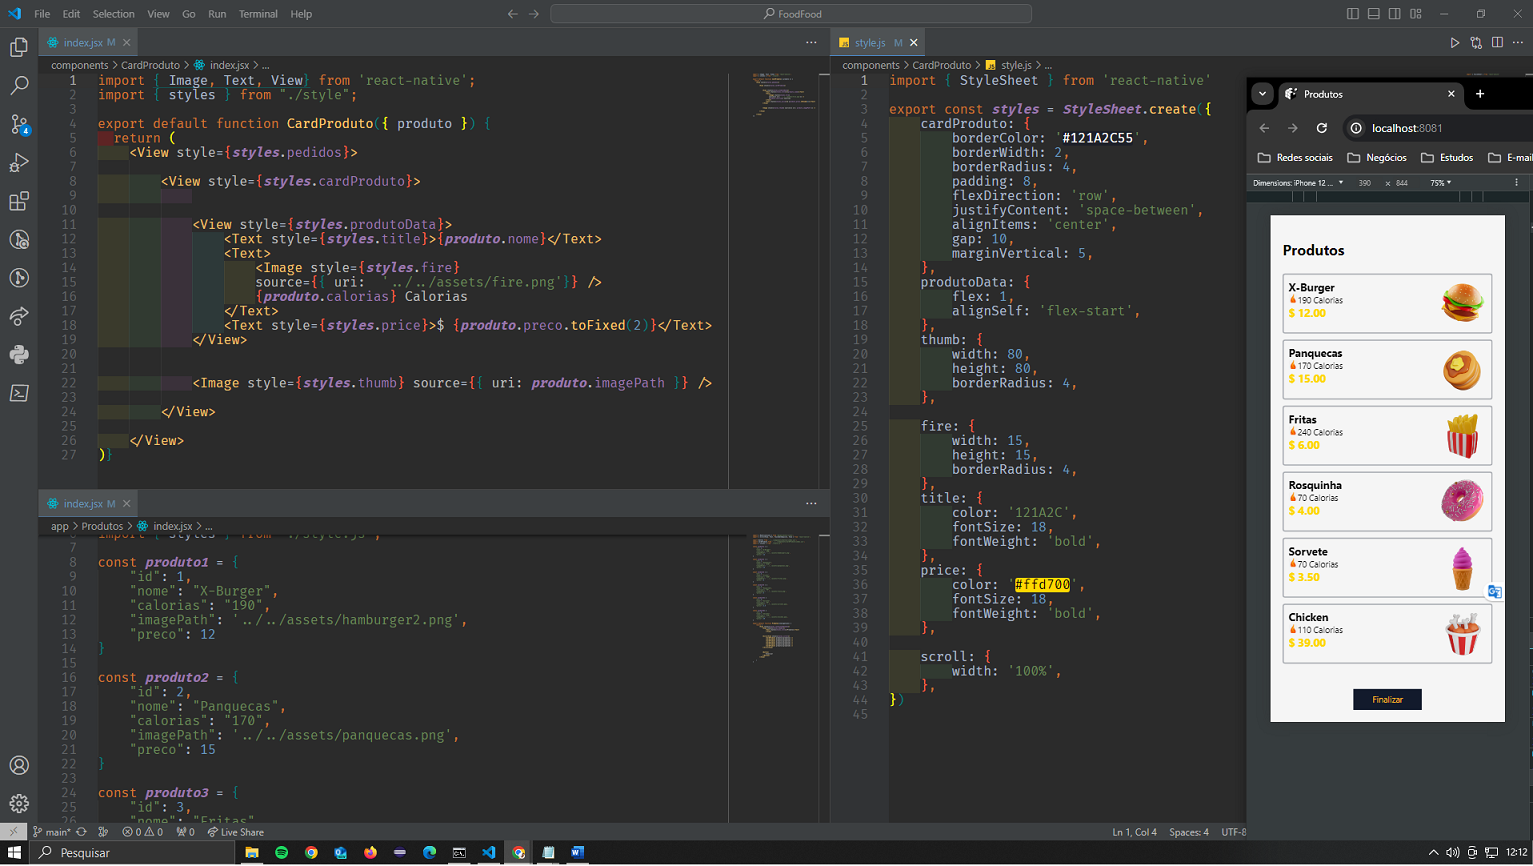 File Edit Selection View Go Run Terminal Help
FoodFood
index.jsx M
components > CardProduto > index.jsx > ...
1 import { Image, Text, View} from 'react-native';
2 import { styles } from "./style";
3
4 export default function CardProduto({ produto }) {
5 return (
6 <View style={styles.pedidos}>
7
8 <View style={styles.cardProduto}>
9
10
11 <View style={styles.produtoData}>
12 <Text style={styles.title}>{produto.nome}</Text>
13 <Text>
14 <Image style={styles.fire}
15 source={{ uri: '../../assets/fire.png'}} />
16 {produto.calorias} Calorias
17 </Text>
18 <Text style={styles.price}>$ {produto.preco.toFixed(2)}</Text>
19 </View>
20
21
22 <Image style={styles.thumb} source={{ uri: produto.imagePath }} />
23
24 </View>
25
26 </View>
27 )}
index.jsx M
app > Produtos > index.jsx > ...
6 import { styles } from "./style.js";
7
8 const produto1 = {
9 "id": 1,
10 "nome": "X-Burger",
11 "calorias": "190",
12 "imagePath": '../../assets/hamburger2.png',
13 "preco": 12
14 }
15
16 const produto2 = {
17 "id": 2,
18 "nome": "Panquecas",
19 "calorias": "170",
20 "imagePath": '../../assets/panquecas.png',
21 "preco": 15
22 }
23
24 const produto3 = {
25 "id": 3,
26 "nome": "Fritas"
style.js M
components > CardProduto > JS style.js > ...
1 import { StyleSheet } from 'react-native'
2
3 export const styles = StyleSheet.create({
4 cardProduto: {
5 borderColor: '#121A2C55',
6 borderWidth: 2,
7 borderRadius: 4,
8 padding: 8,
9 flexDirection: 'row',
10 justifyContent: 'space-between',
11 alignItems: 'center',
12 gap: 10,
13 marginVertical: 5,
14 },
15 produtoData: {
16 flex: 1,
17 alignSelf: 'flex-start',
18 },
19 thumb: {
20 width: 80,
21 height: 80,
22 borderRadius: 4,
23 },
24
25 fire: {
26 width: 15,
27 height: 15,
28 borderRadius: 4,
29 },
30 title: {
31 color: '121A2C',
32 fontSize: 18,
33 fontWeight: 'bold',
34 },
35 price: {
36 color: '#ffd700',
37 fontSize: 18,
38 fontWeight: 'bold',
39 },
40
41 scroll: {
42 width: '100%',
43 },
44 })
45
Produtos
localhost:8081
Redes sociais Negócios Estudos E-mail
Dimensions: iPhone 12 ... 390 × 844 75%
Produtos
X-Burger
190 Calorias
$ 12.00
Panquecas
170 Calorias
$ 15.00
Fritas
240 Calorias
$ 6.00
Rosquinha
70 Calorias
$ 4.00
Sorvete
70 Calorias
$ 3.50
Chicken
110 Calorias
$ 39.00
Finalizar
4
main* 0 0 0 Live Share
Ln 1, Col 4 Spaces: 4 UTF-8
Pesquisar
12:12